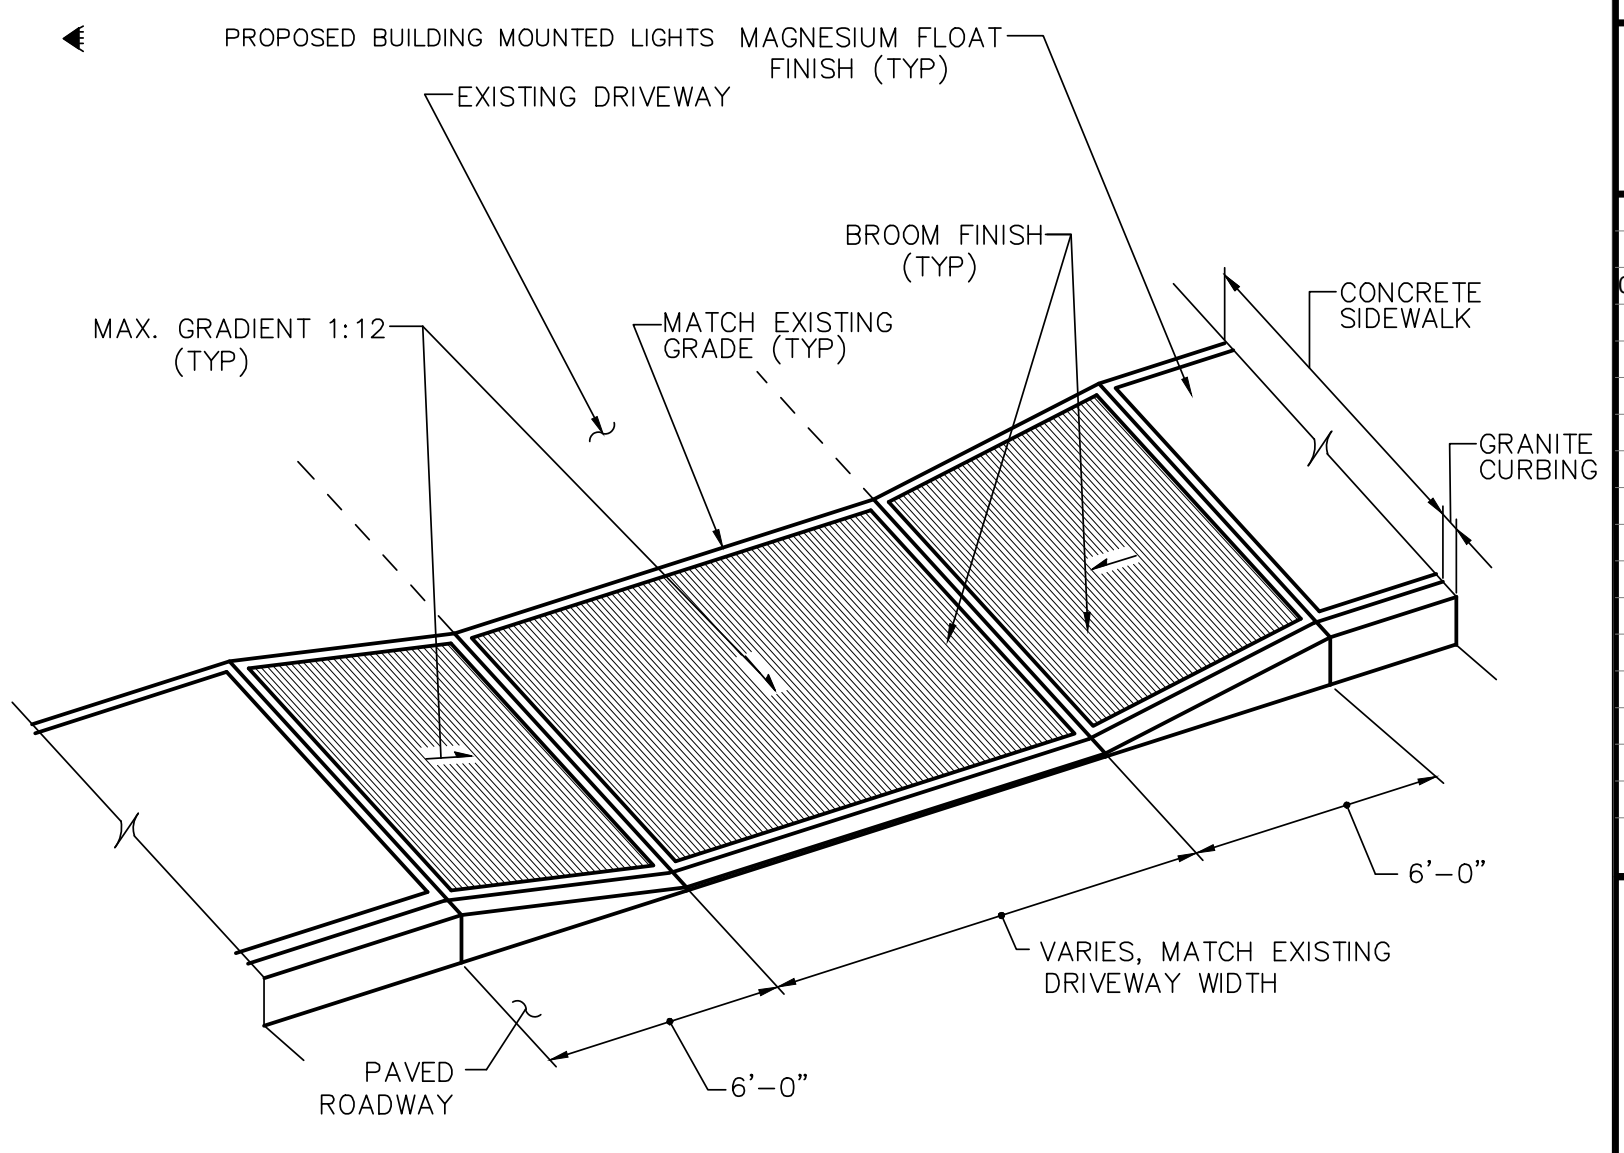 PROPOSED BUILDING MOUNTED LIGHTS
MAGNESIUM FLOAT
FINISH (TYP)
EXISTING DRIVEWAY
BROOM FINISH
(TYP)
CONCRETE
SIDEWALK
MAX. GRADIENT 1:12
(TYP)
MATCH EXISTING
GRADE (TYP)
GRANITE
CURBING
6'-0"
VARIES, MATCH EXISTING
DRIVEWAY WIDTH
PAVED
ROADWAY
6'-0"